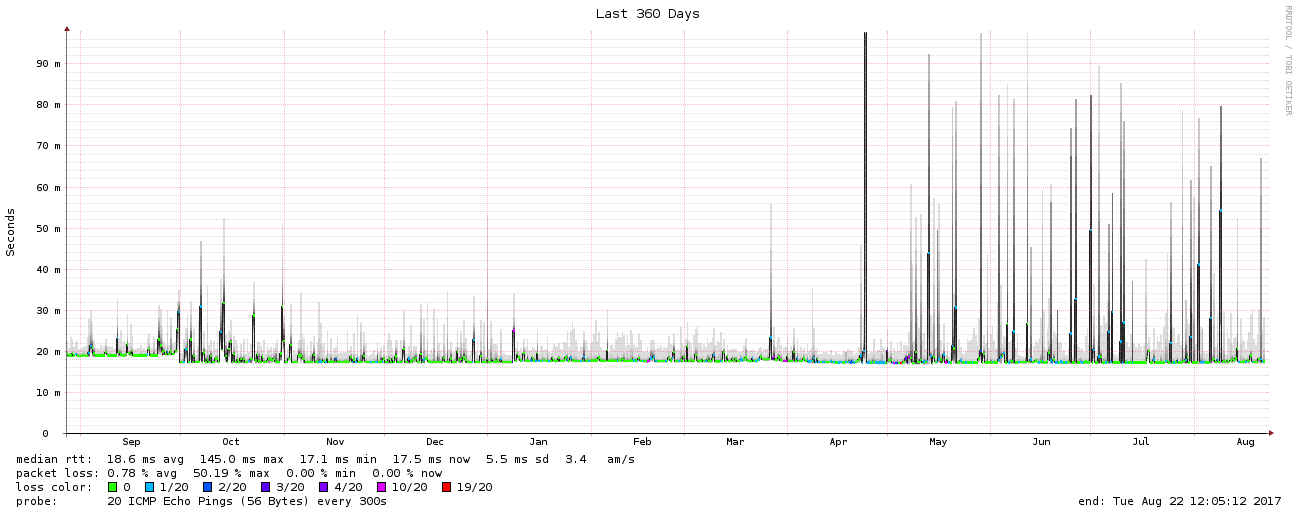 Last 360 Days
RRDTOOL / TOBI OETIKER
Seconds
90 m
80 m
70 m
60 m
50 m
40 m
30 m
20 m
10 m
0
Sep Oct Nov Dec Jan Feb Mar Apr May Jun Jul Aug
median rtt: 18.6 ms avg 145.0 ms max 17.1 ms min 17.5 ms now 5.5 ms sd 3.4 am/s
packet loss: 0.78 % avg 50.19 % max 0.00 % min 0.00 % now
loss color: 0 1/20 2/20 3/20 4/20 10/20 19/20
probe: 20 ICMP Echo Pings (56 Bytes) every 300s end: Tue Aug 22 12:05:12 2017